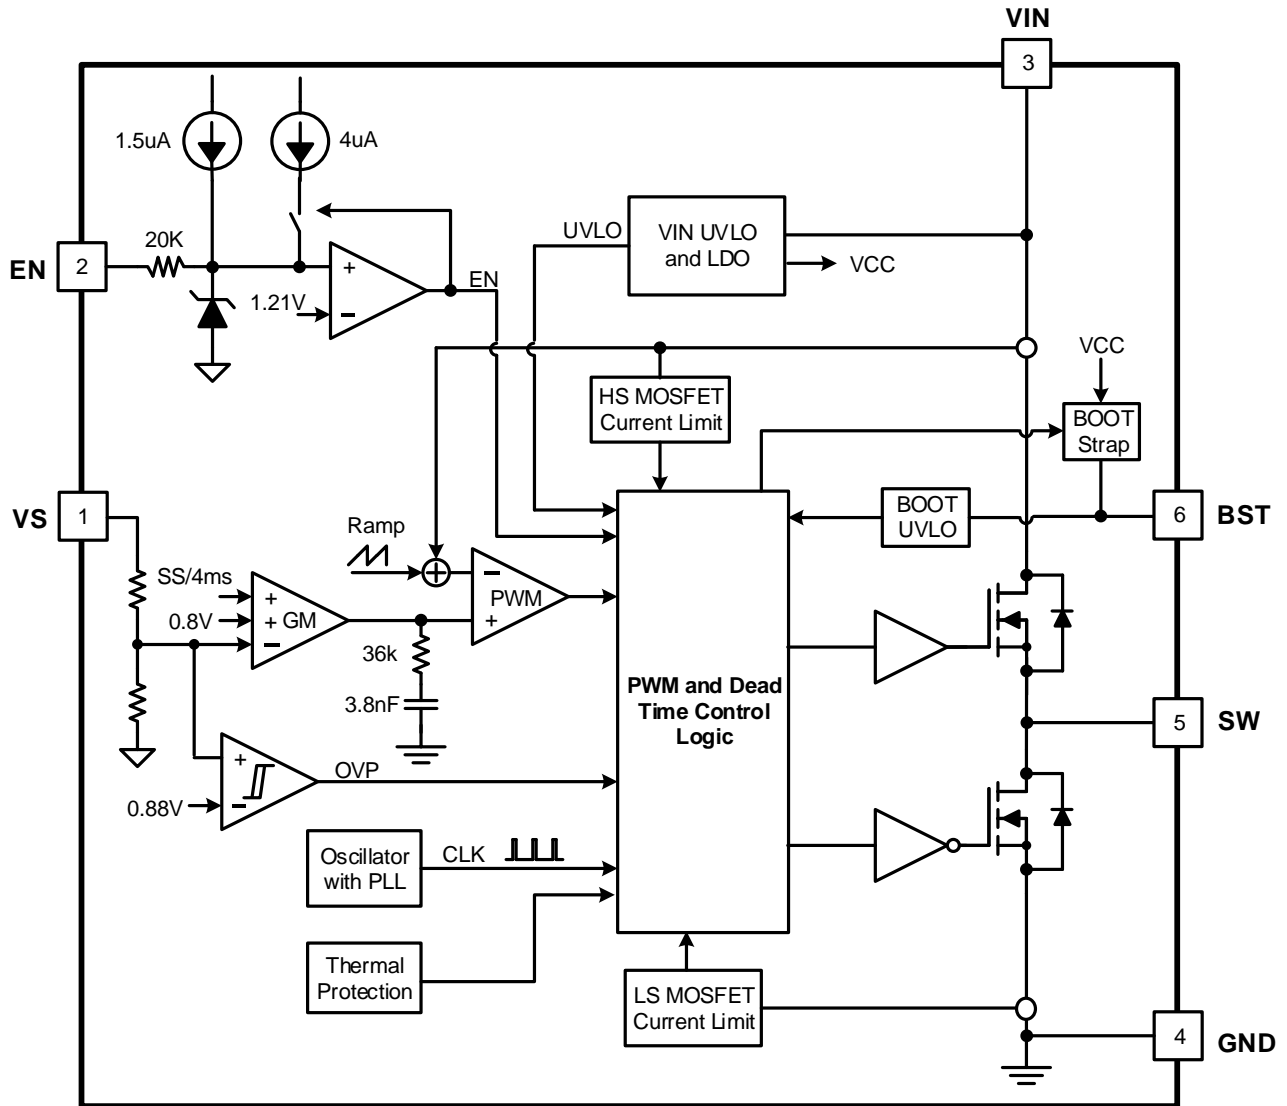 VIN
3
1.5uA
4uA
UVLO
VIN UVLO
and LDO
VCC
20K
EN
2
EN
1.21V
VCC
HS MOSFET
Current Limit
BOOT
Strap
VS
1
BOOT
UVLO
6
BST
Ramp
SS/4ms
PWM
0.8V
GM
36k
PWM and Dead
Time Control
Logic
3.8nF
5
SW
OVP
0.88V
Oscillator
with PLL
CLK
Thermal
Protection
LS MOSFET
Current Limit
4
GND